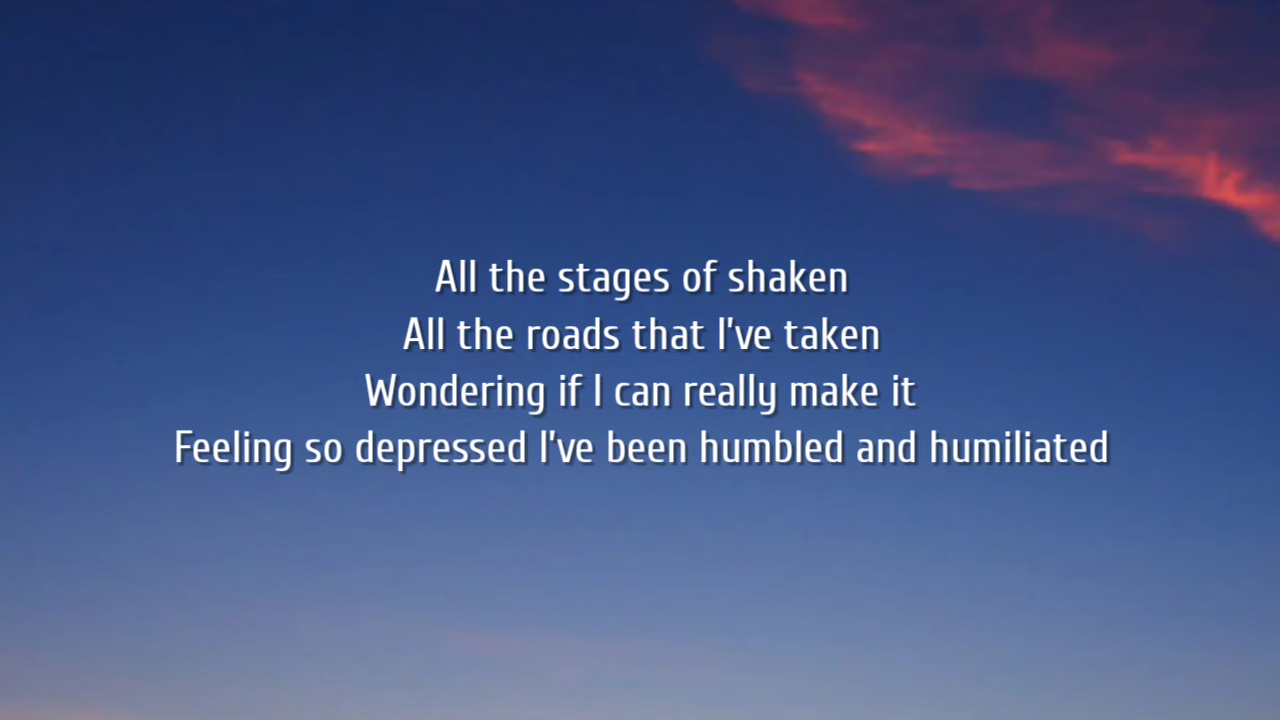 All the stages of shaken
All the roads that I've taken
Wondering if I can really make it
Feeling so depressed I've been humbled and humiliated